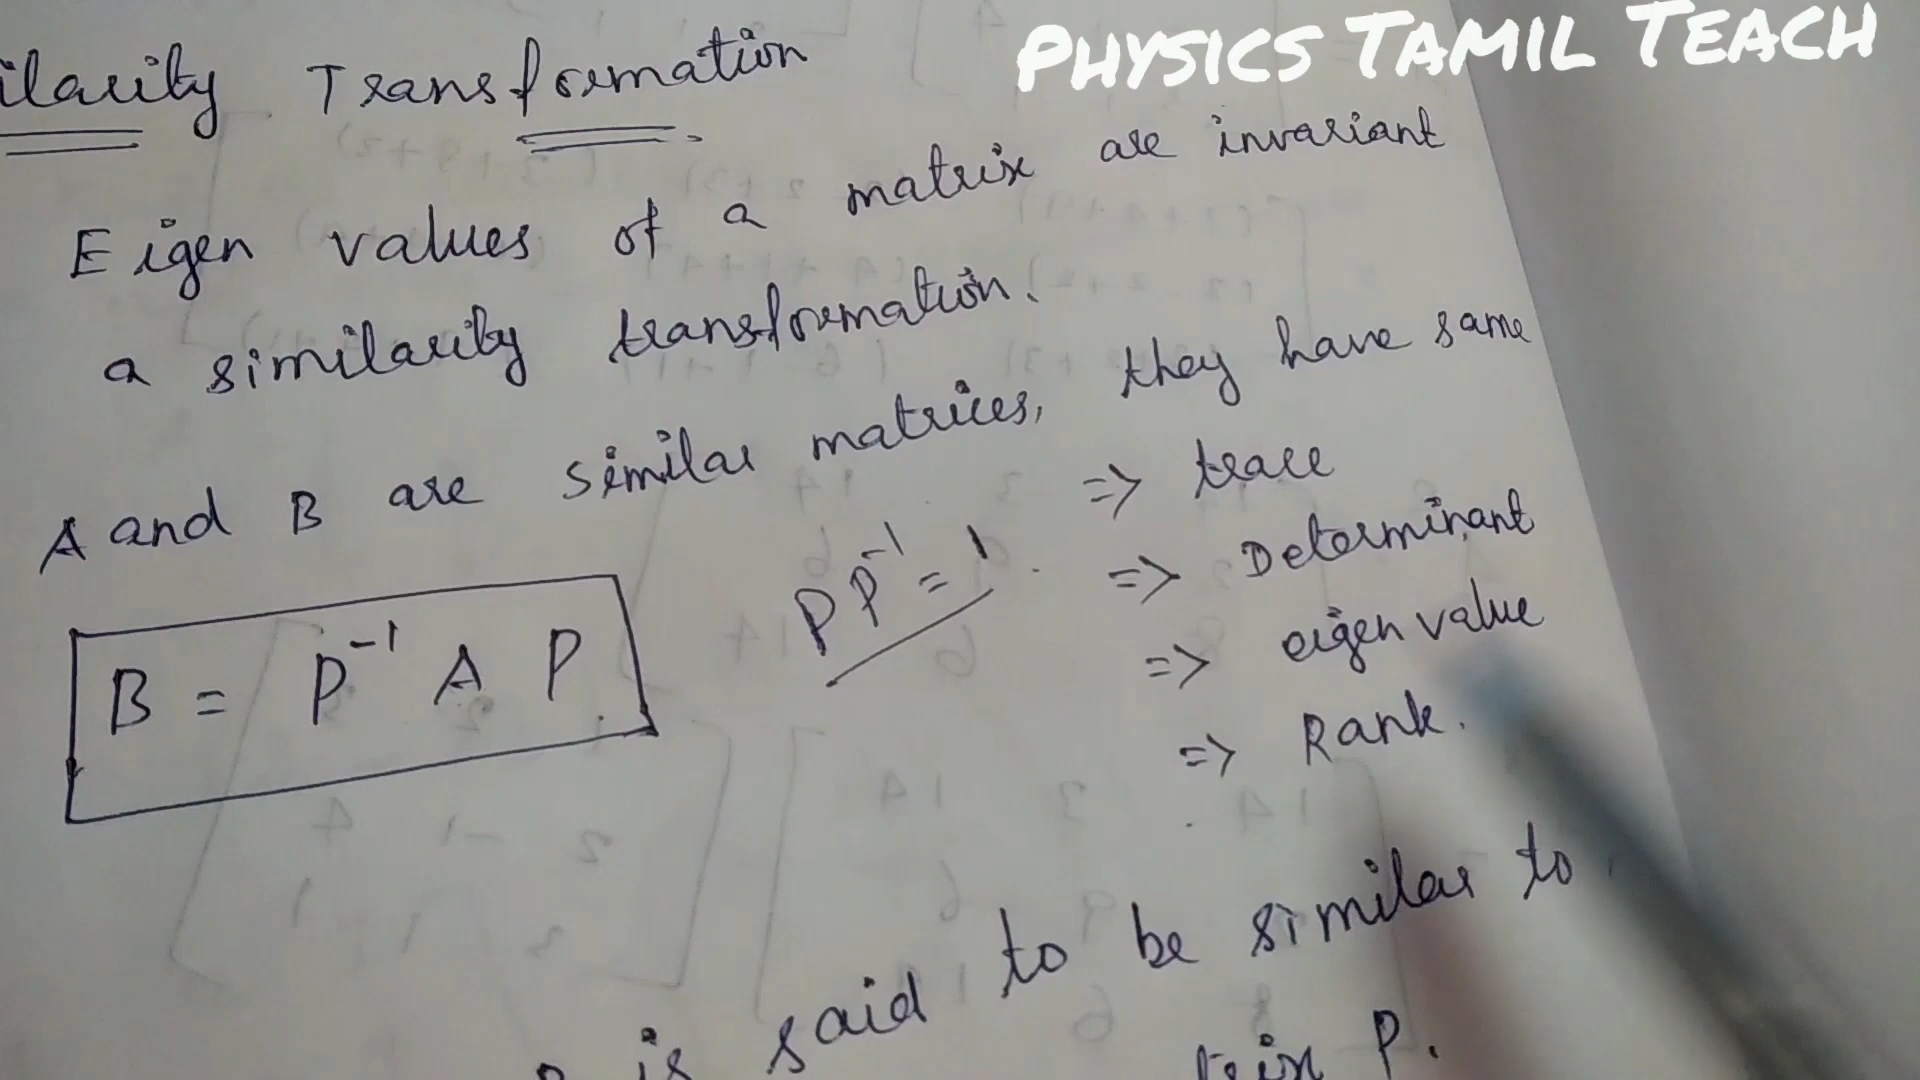 PHYSICS TAMIL TEACH
ilarity Transformation
Eigen values of a matrix are invariant
a similarity transformation.
A and B are similar matrices, they have same
=> trace
=> Determinant
=> eigen value
=> Rank.
PP⁻¹ = 1
B = P⁻¹ A P
is said to be similar to
P.